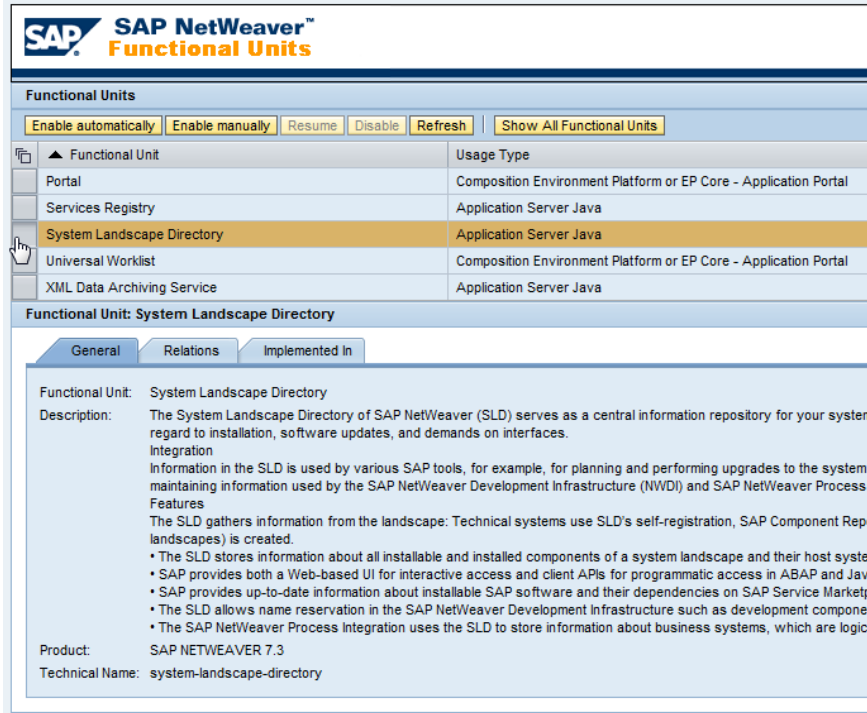 SAP SAP NetWeaver™
Functional Units
Functional Units
Enable automatically Enable manually Resume Disable Refresh Show All Functional Units
Functional Unit Usage Type
Portal Composition Environment Platform or EP Core - Application Portal
Services Registry Application Server Java
System Landscape Directory Application Server Java
Universal Worklist Composition Environment Platform or EP Core - Application Portal
XML Data Archiving Service Application Server Java
Functional Unit: System Landscape Directory
General Relations Implemented In
Functional Unit: System Landscape Directory
Description: The System Landscape Directory of SAP NetWeaver (SLD) serves as a central information repository for your system
regard to installation, software updates, and demands on interfaces.
Integration
Information in the SLD is used by various SAP tools, for example, for planning and performing upgrades to the system
maintaining information used by the SAP NetWeaver Development Infrastructure (NWDI) and SAP NetWeaver Process
Features
The SLD gathers information from the landscape: Technical systems use SLD's self-registration, SAP Component Rep
landscapes) is created.
• The SLD stores information about all installable and installed components of a system landscape and their host syste
• SAP provides both a Web-based UI for interactive access and client APIs for programmatic access in ABAP and Jav
• SAP provides up-to-date information about installable SAP software and their dependencies on SAP Service Marketp
• The SLD allows name reservation in the SAP NetWeaver Development Infrastructure such as development compone
• The SAP NetWeaver Process Integration uses the SLD to store information about business systems, which are logic
Product: SAP NETWEAVER 7.3
Technical Name: system-landscape-directory